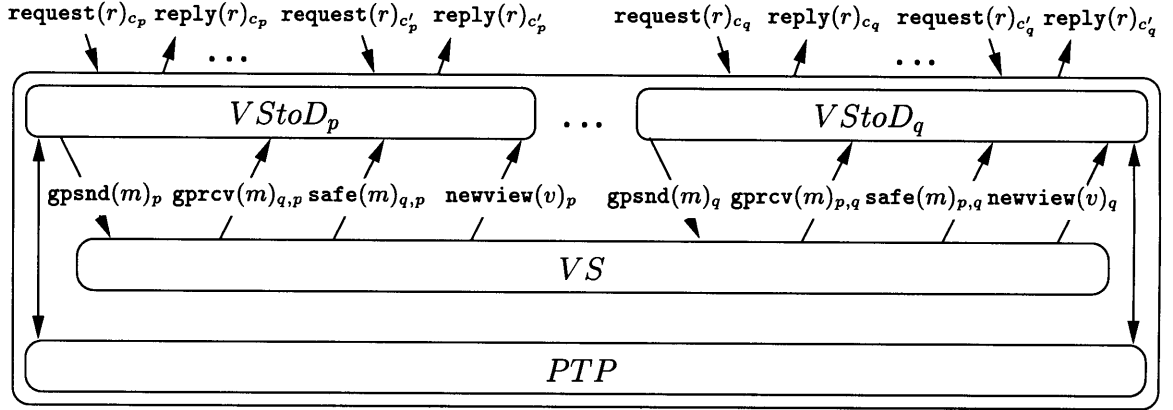 request(r)_{c_p} reply(r)_{c_p} request(r)_{c'_p} reply(r)_{c'_p} request(r)_{c_q} reply(r)_{c_q} request(r)_{c'_q} reply(r)_{c'_q}
... ...
VStoD_p ... VStoD_q
gpsnd(m)_p gprcv(m)_{q,p} safe(m)_{q,p} newview(v)_p gpsnd(m)_q gprcv(m)_{p,q} safe(m)_{p,q} newview(v)_q
VS
PTP